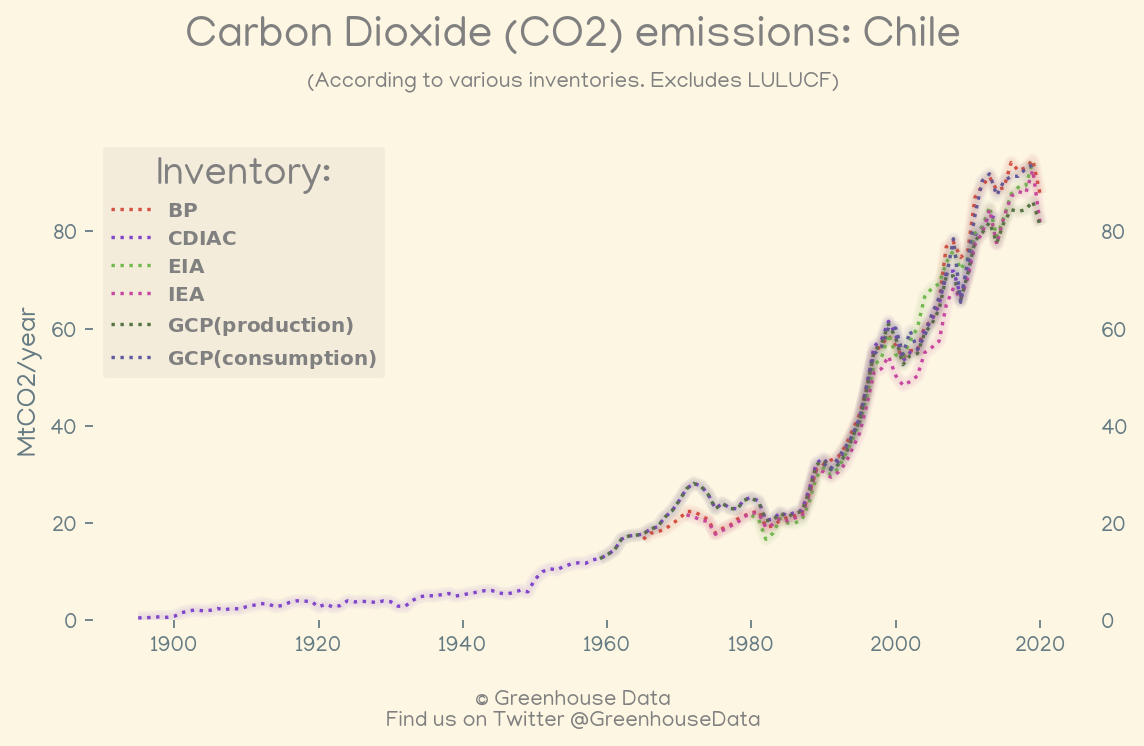 Carbon Dioxide (CO2) emissions: Chile
(According to various inventories. Excludes LULUCF)
Inventory:
BP
CDIAC
EIA
IEA
GCP(production)
GCP(consumption)
MtCO2/year
80
60
40
20
0
80
60
40
20
0
1900 1920 1940 1960 1980 2000 2020
© Greenhouse Data
Find us on Twitter @GreenhouseData